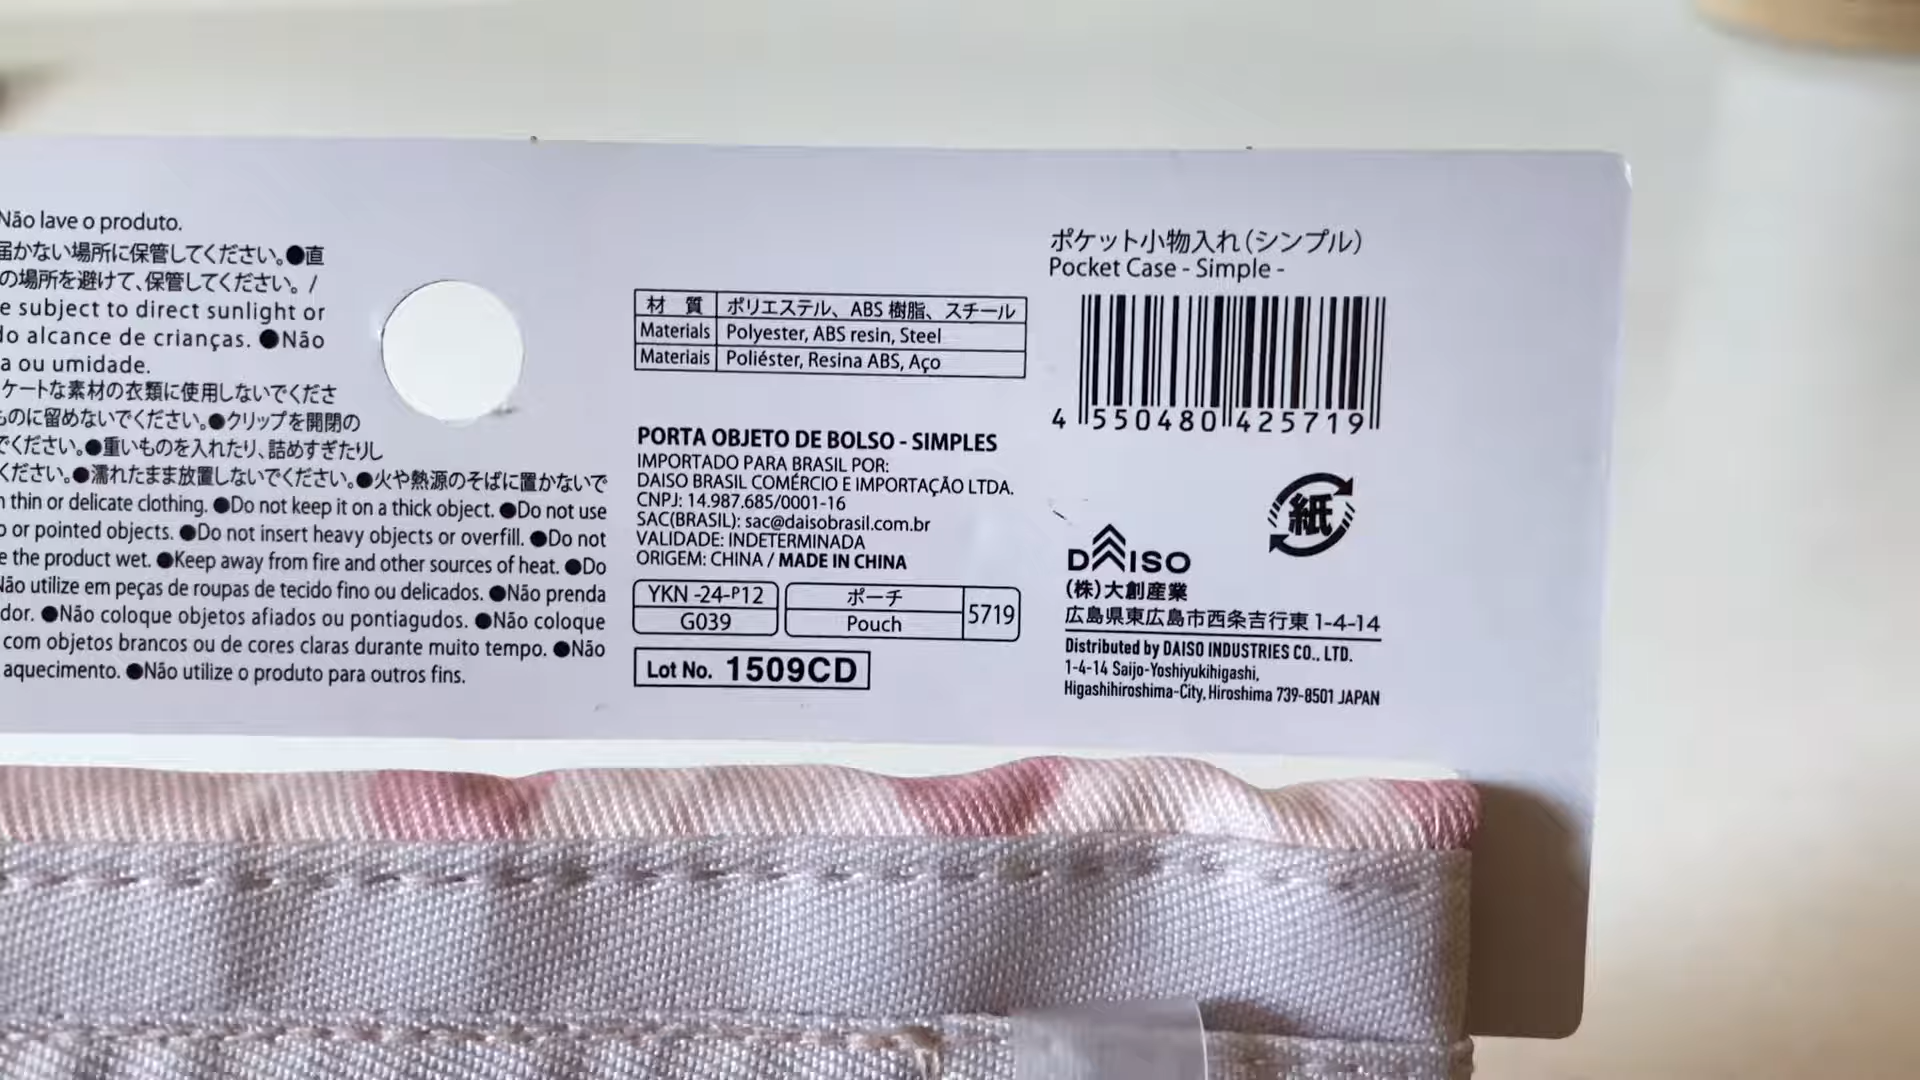 Não lave o produto.
届かない場所に保管してください。●直
の場所を避けて、保管してください。 /
e subject to direct sunlight or
do alcance de crianças. ●Não
a ou umidade.
ケートな素材の衣類に使用しないでくださ
ものに留めないでください。●クリップを開閉の
でください。●重いものを入れたり、詰めすぎたりし
ください。●濡れたまま放置しないでください。●火や熱源のそばに置かないで
n thin or delicate clothing. ●Do not keep it on a thick object. ●Do not use
p or pointed objects. ●Do not insert heavy objects or overfill. ●Do not
e the product wet. ●Keep away from fire and other sources of heat. ●Do
Não utilize em peças de roupas de tecido fino ou delicados. ●Não prenda
dor. ●Não coloque objetos afiados ou pontiagudos. ●Não coloque
com objetos brancos ou de cores claras durante muito tempo. ●Não
aquecimento. ●Não utilize o produto para outros fins.
材 質 ポリエステル、ABS 樹脂、スチール
Materials Polyester, ABS resin, Steel
Materiais Poliéster, Resina ABS, Aço
PORTA OBJETO DE BOLSO - SIMPLES
IMPORTADO PARA BRASIL POR:
DAISO BRASIL COMÉRCIO E IMPORTAÇÃO LTDA.
CNPJ: 14.987.685/0001-16
SAC(BRASIL): sac@daisobrasil.com.br
VALIDADE: INDETERMINADA
ORIGEM: CHINA / MADE IN CHINA
YKN -24-P12
G039
ポーチ
Pouch
5719
Lot No. 1509CD
ポケット小物入れ(シンプル)
Pocket Case - Simple -
4 550480 425719
紙
DAISO
(株)大創産業
広島県東広島市西条吉行東 1-4-14
Distributed by DAISO INDUSTRIES CO., LTD.
1-4-14 Saijo-Yoshiyukihigashi,
Higashihiroshima-City, Hiroshima 739-8501 JAPAN